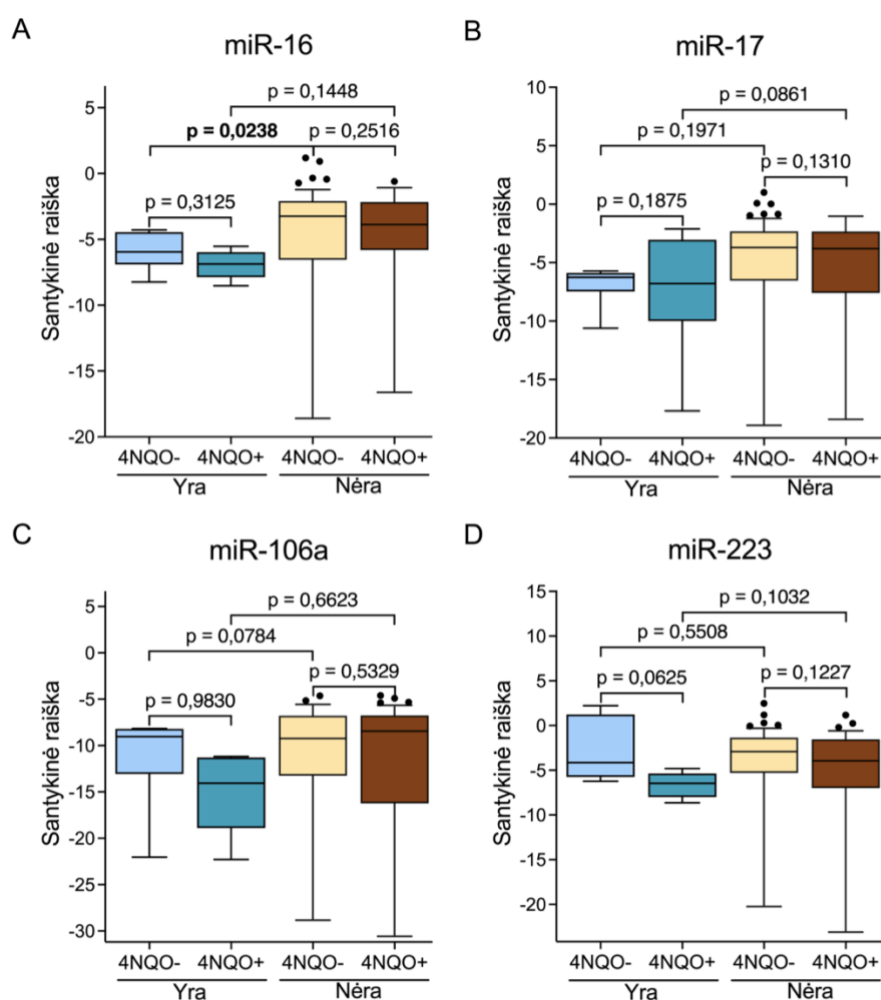 A
miR-16
p = 0,1448
p = 0,0238
p = 0,2516
p = 0,3125
Santykinė raiška
5
0
-5
-10
-15
-20
4NQO- 4NQO+ 4NQO- 4NQO+
Yra Nėra
B
miR-17
p = 0,0861
p = 0,1971
p = 0,1310
p = 0,1875
Santykinė raiška
10
5
0
-5
-10
-15
-20
4NQO- 4NQO+ 4NQO- 4NQO+
Yra Nėra
C
miR-106a
p = 0,6623
p = 0,0784
p = 0,5329
p = 0,9830
Santykinė raiška
5
0
-5
-10
-15
-20
-25
-30
4NQO- 4NQO+ 4NQO- 4NQO+
Yra Nėra
D
miR-223
p = 0,1032
p = 0,5508
p = 0,1227
p = 0,0625
Santykinė raiška
15
10
5
0
-5
-10
-15
-20
4NQO- 4NQO+ 4NQO- 4NQO+
Yra Nėra